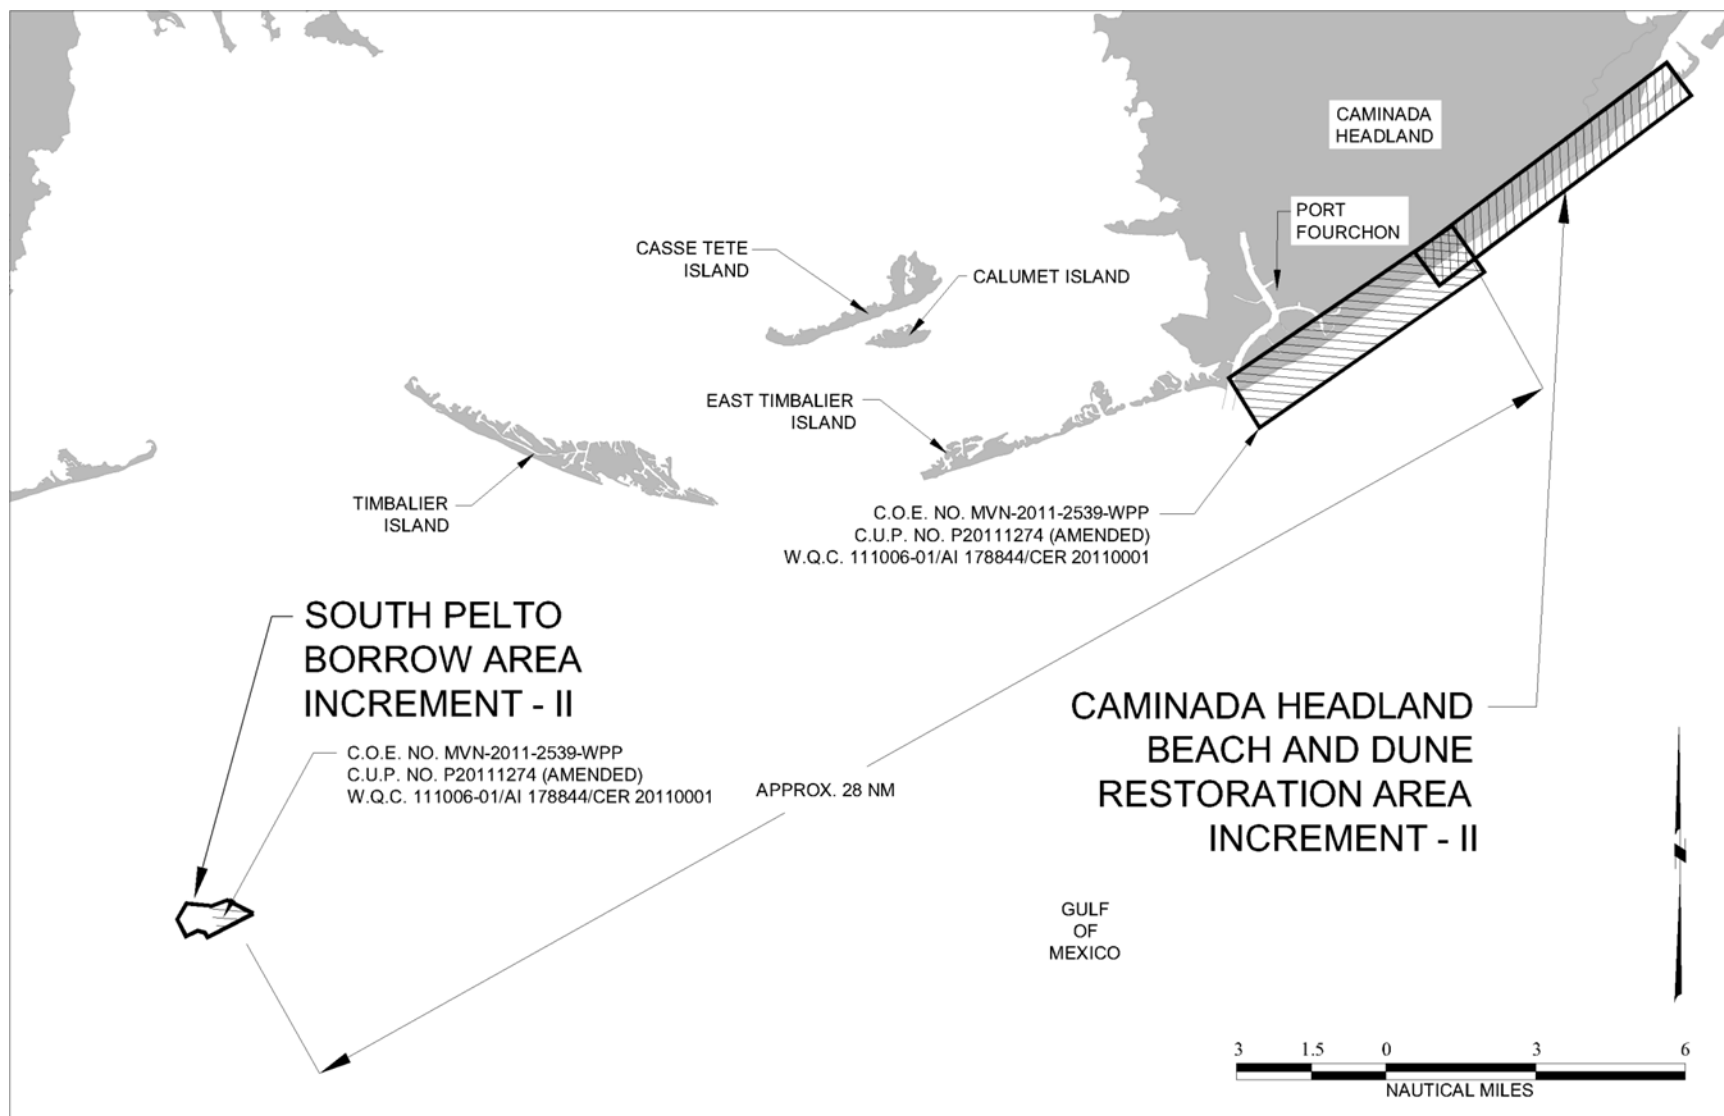 CAMINADA
HEADLAND
PORT
FOURCHON
CASSE TETE
ISLAND
CALUMET ISLAND
EAST TIMBALIER
ISLAND
TIMBALIER
ISLAND
C.O.E. NO. MVN-2011-2539-WPP
C.U.P. NO. P20111274 (AMENDED)
W.Q.C. 111006-01/AI 178844/CER 20110001
SOUTH PELTO
BORROW AREA
INCREMENT - II
C.O.E. NO. MVN-2011-2539-WPP
C.U.P. NO. P20111274 (AMENDED)
W.Q.C. 111006-01/AI 178844/CER 20110001
APPROX. 28 NM
CAMINADA HEADLAND
BEACH AND DUNE
RESTORATION AREA
INCREMENT - II
GULF
OF
MEXICO
3 1.5 0 3 6
NAUTICAL MILES